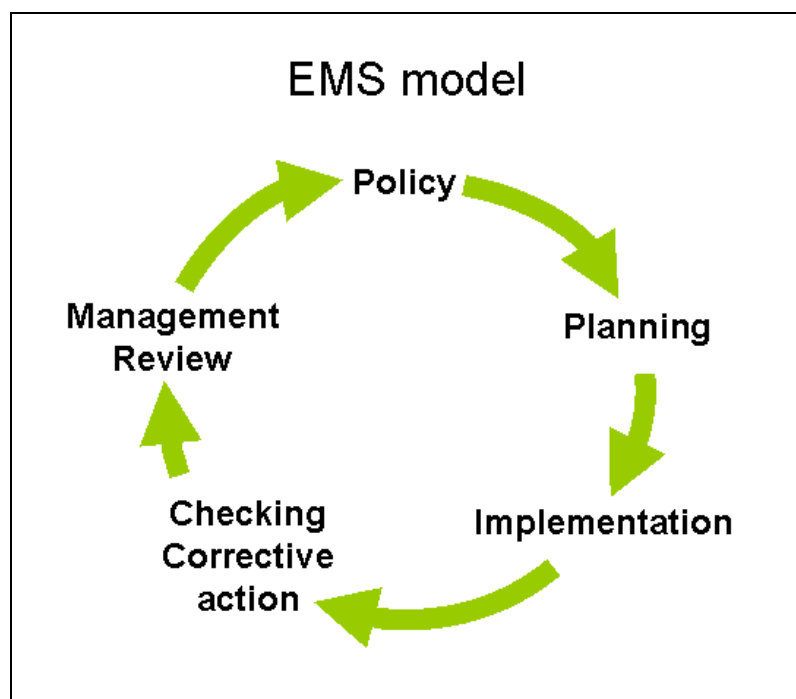 EMS model
Policy
Planning
Implementation
Checking
Corrective
action
Management
Review